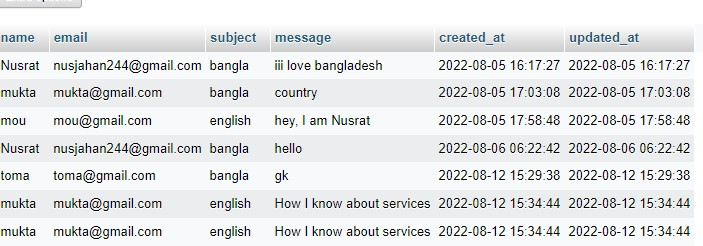 name email subject message created_at updated_at
Nusrat nusjahan244@gmail.com bangla iii love bangladesh 2022-08-05 16:17:27 2022-08-05 16:17:27
mukta mukta@gmail.com bangla country 2022-08-05 17:03:08 2022-08-05 17:03:08
mou mou@gmail.com english hey, I am Nusrat 2022-08-05 17:58:48 2022-08-05 17:58:48
Nusrat nusjahan244@gmail.com bangla hello 2022-08-06 06:22:42 2022-08-06 06:22:42
toma toma@gmail.com bangla gk 2022-08-12 15:29:38 2022-08-12 15:29:38
mukta mukta@gmail.com english How I know about services 2022-08-12 15:34:44 2022-08-12 15:34:44
mukta mukta@gmail.com english How I know about services 2022-08-12 15:34:44 2022-08-12 15:34:44